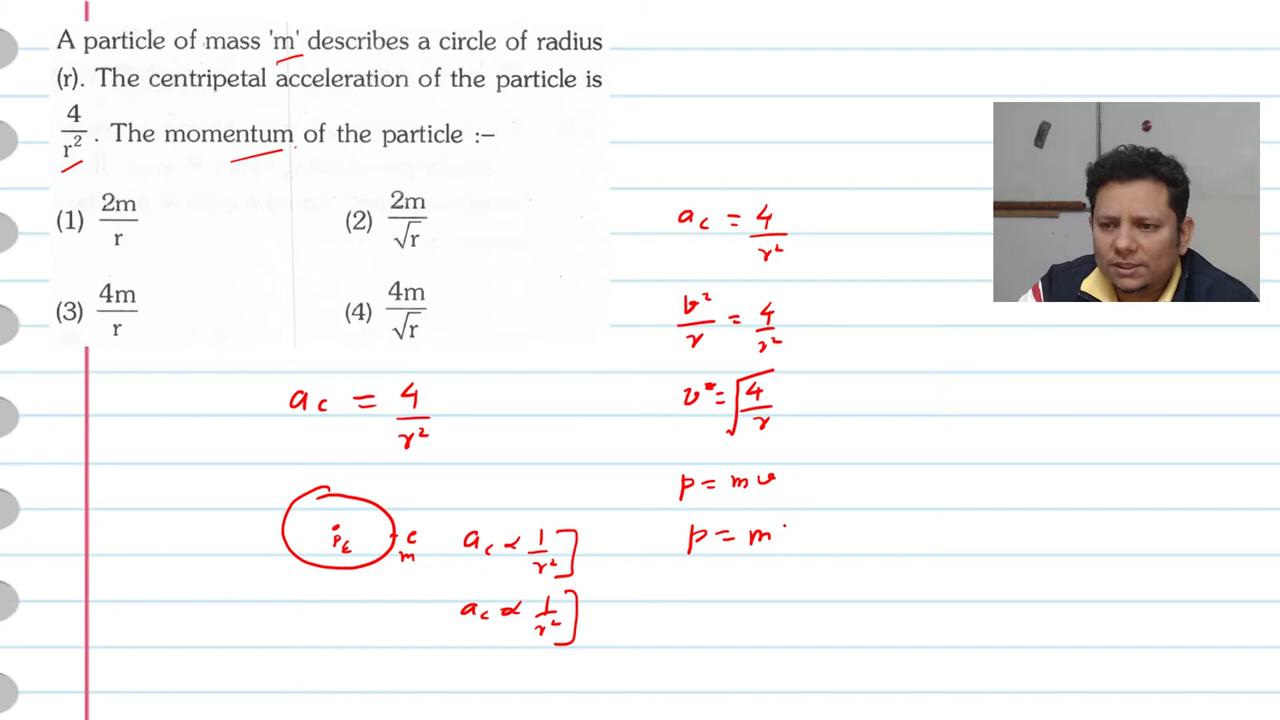 A particle of mass 'm' describes a circle of radius
(r). The centripetal acceleration of the particle is
4/r². The momentum of the particle :–
(1) 2m/r (2) 2m/√r
(3) 4m/r (4) 4m/√r
a_c = 4/r²
P_E
e
m
a_c ∝ 1/r²]
a_c ∝ 1/r²]
a_c = 4/r²
v²/r = 4/r²
v = √(4/r)
p = mv
p = m